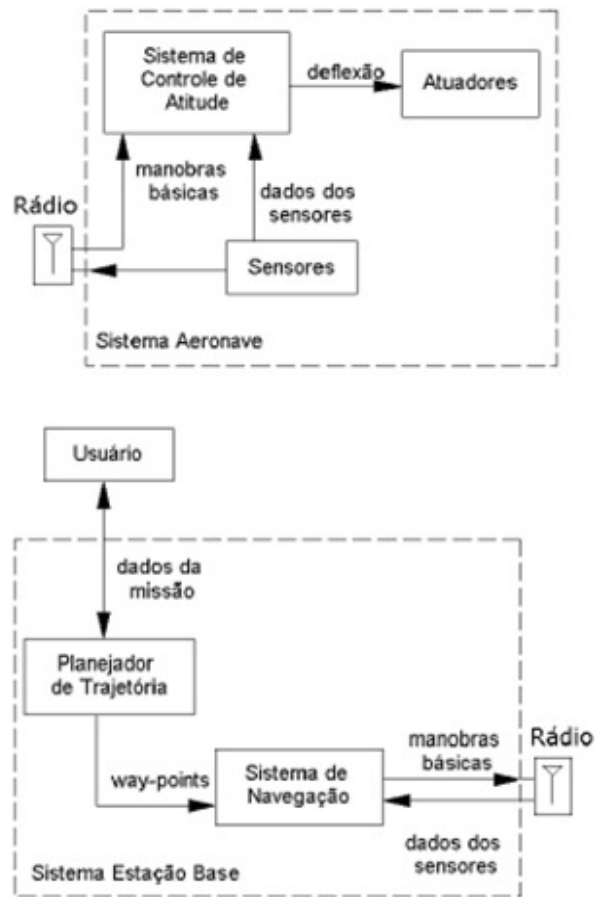 Sistema de
Controle de
Atitude
deflexão
Atuadores
manobras
básicas
dados dos
sensores
Rádio
Sensores
Sistema Aeronave
Usuário
dados da
missão
Planejador
de Trajetória
way-points
Sistema de
Navegação
manobras
básicas
Rádio
dados dos
sensores
Sistema Estação Base